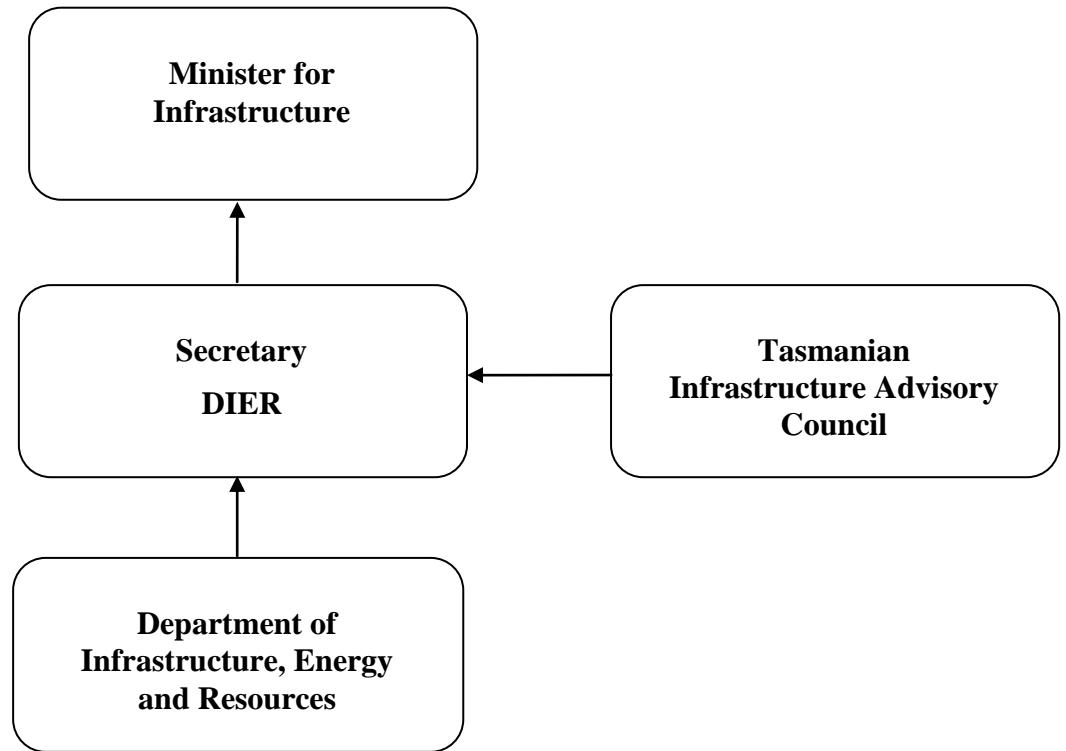 Minister for
Infrastructure
Secretary
DIER
Tasmanian
Infrastructure Advisory
Council
Department of
Infrastructure, Energy
and Resources